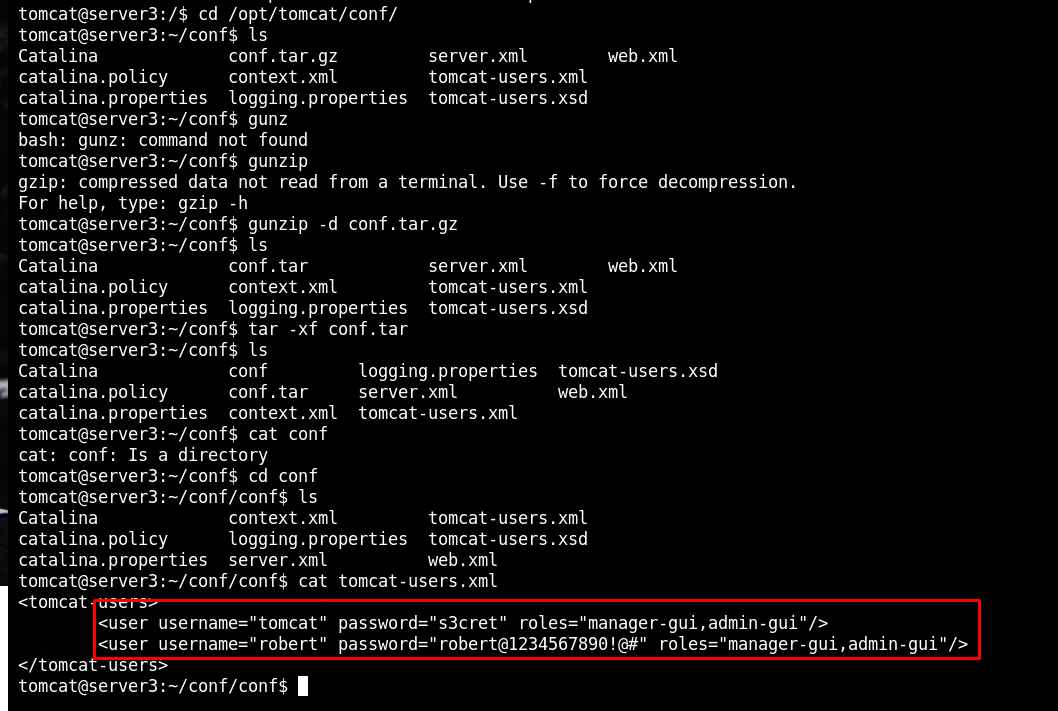 tomcat@server3:/$ cd /opt/tomcat/conf/
tomcat@server3:~/conf$ ls
Catalina             conf.tar.gz         server.xml        web.xml
catalina.policy      context.xml         tomcat-users.xml
catalina.properties  logging.properties  tomcat-users.xsd
tomcat@server3:~/conf$ gunz
bash: gunz: command not found
tomcat@server3:~/conf$ gunzip
gzip: compressed data not read from a terminal. Use -f to force decompression.
For help, type: gzip -h
tomcat@server3:~/conf$ gunzip -d conf.tar.gz
tomcat@server3:~/conf$ ls
Catalina             conf.tar            server.xml        web.xml
catalina.policy      context.xml         tomcat-users.xml
catalina.properties  logging.properties  tomcat-users.xsd
tomcat@server3:~/conf$ tar -xf conf.tar
tomcat@server3:~/conf$ ls
Catalina             conf         logging.properties  tomcat-users.xsd
catalina.policy      conf.tar     server.xml          web.xml
catalina.properties  context.xml  tomcat-users.xml
tomcat@server3:~/conf$ cat conf
cat: conf: Is a directory
tomcat@server3:~/conf$ cd conf
tomcat@server3:~/conf/conf$ ls
Catalina             context.xml         tomcat-users.xml
catalina.policy      logging.properties  tomcat-users.xsd
catalina.properties  server.xml          web.xml
tomcat@server3:~/conf/conf$ cat tomcat-users.xml
<tomcat-users>
        <user username="tomcat" password="s3cret" roles="manager-gui,admin-gui"/>
        <user username="robert" password="robert@1234567890!@#" roles="manager-gui,admin-gui"/>
</tomcat-users>
tomcat@server3:~/conf/conf$